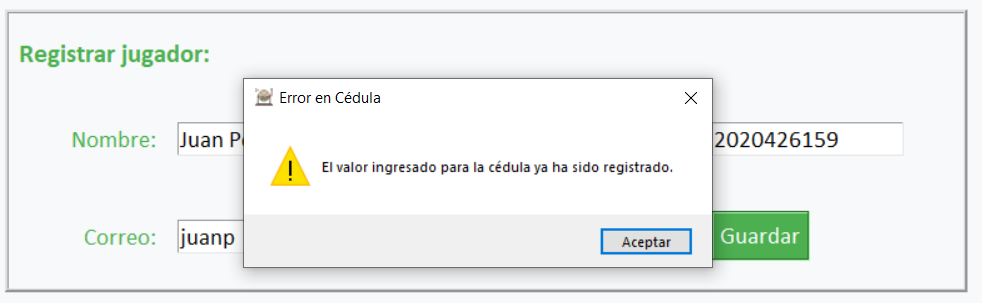 Registrar jugador:
Error en Cédula
Nombre: Juan P 2020426159
El valor ingresado para la cédula ya ha sido registrado.
Correo: juanp Guardar
Aceptar